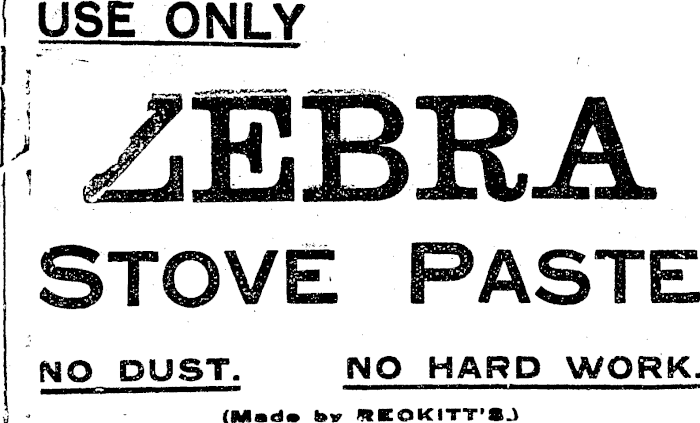 USE ONLY
ZEBRA
STOVE PASTE
NO DUST. NO HARD WORK.
(Made by RECKITT'S.)